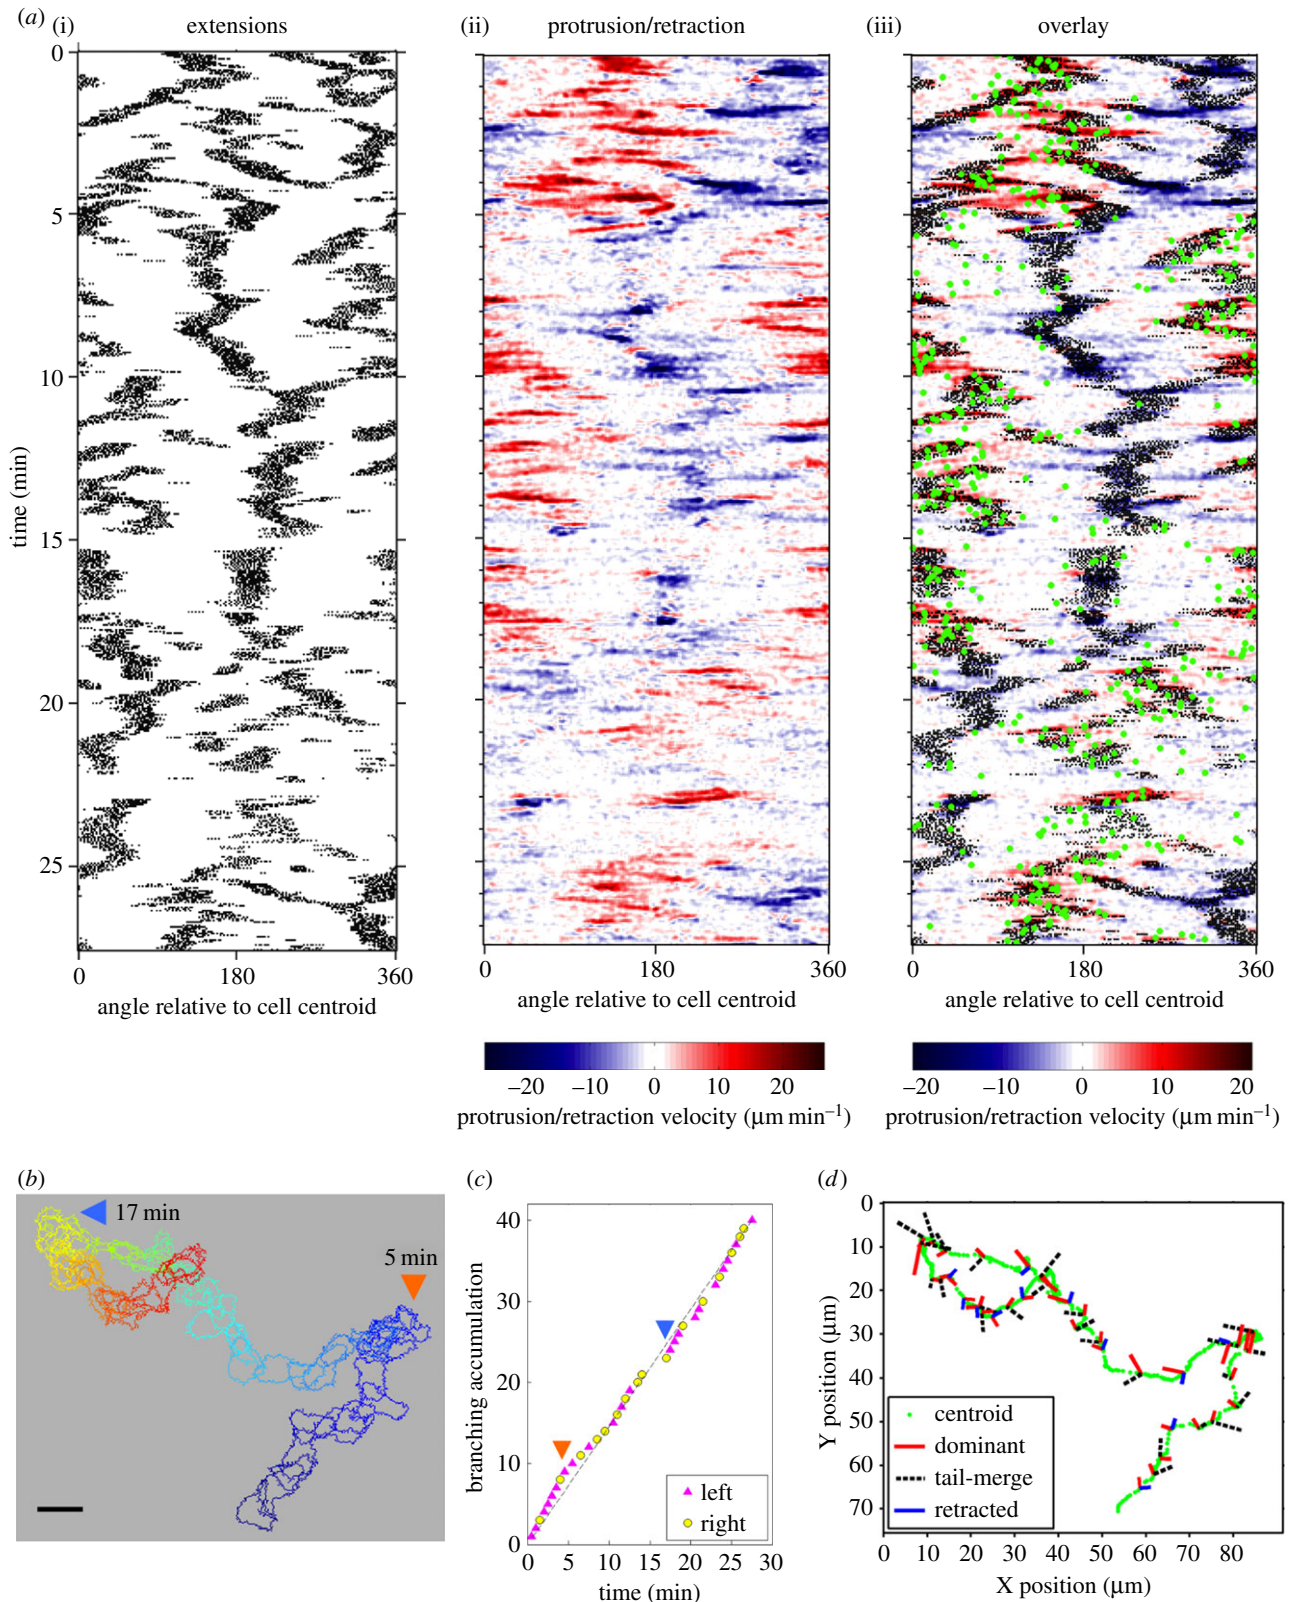 (a) (i) extensions
(ii) protrusion/retraction
(iii) overlay
0
5
10
15
20
25
time (min)
0 180 360
angle relative to cell centroid
0 180 360
angle relative to cell centroid
0 180 360
angle relative to cell centroid
–20 –10 0 10 20
protrusion/retraction velocity (µm min–1)
–20 –10 0 10 20
protrusion/retraction velocity (µm min–1)
(b)
17 min
5 min
(c)
40
30
20
10
0
branching accumulation
left
right
0 5 10 15 20 25 30
time (min)
(d)
0
10
20
30
40
50
60
70
Y position (µm)
centroid
dominant
tail-merge
retracted
0 10 20 30 40 50 60 70 80
X position (µm)